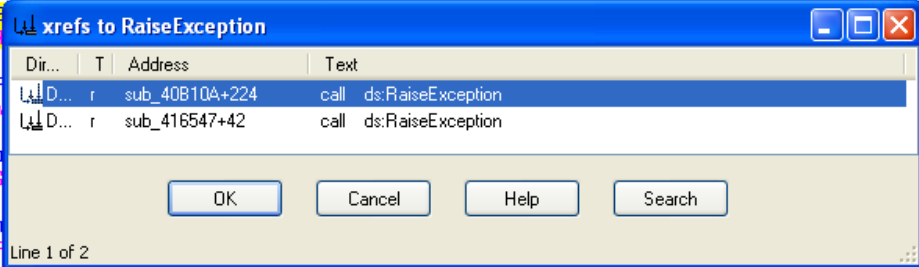 xrefs to RaiseException
Dir... T Address Text
D... r sub_40B10A+224 call ds:RaiseException
D... r sub_416547+42 call ds:RaiseException
OK Cancel Help Search
Line 1 of 2